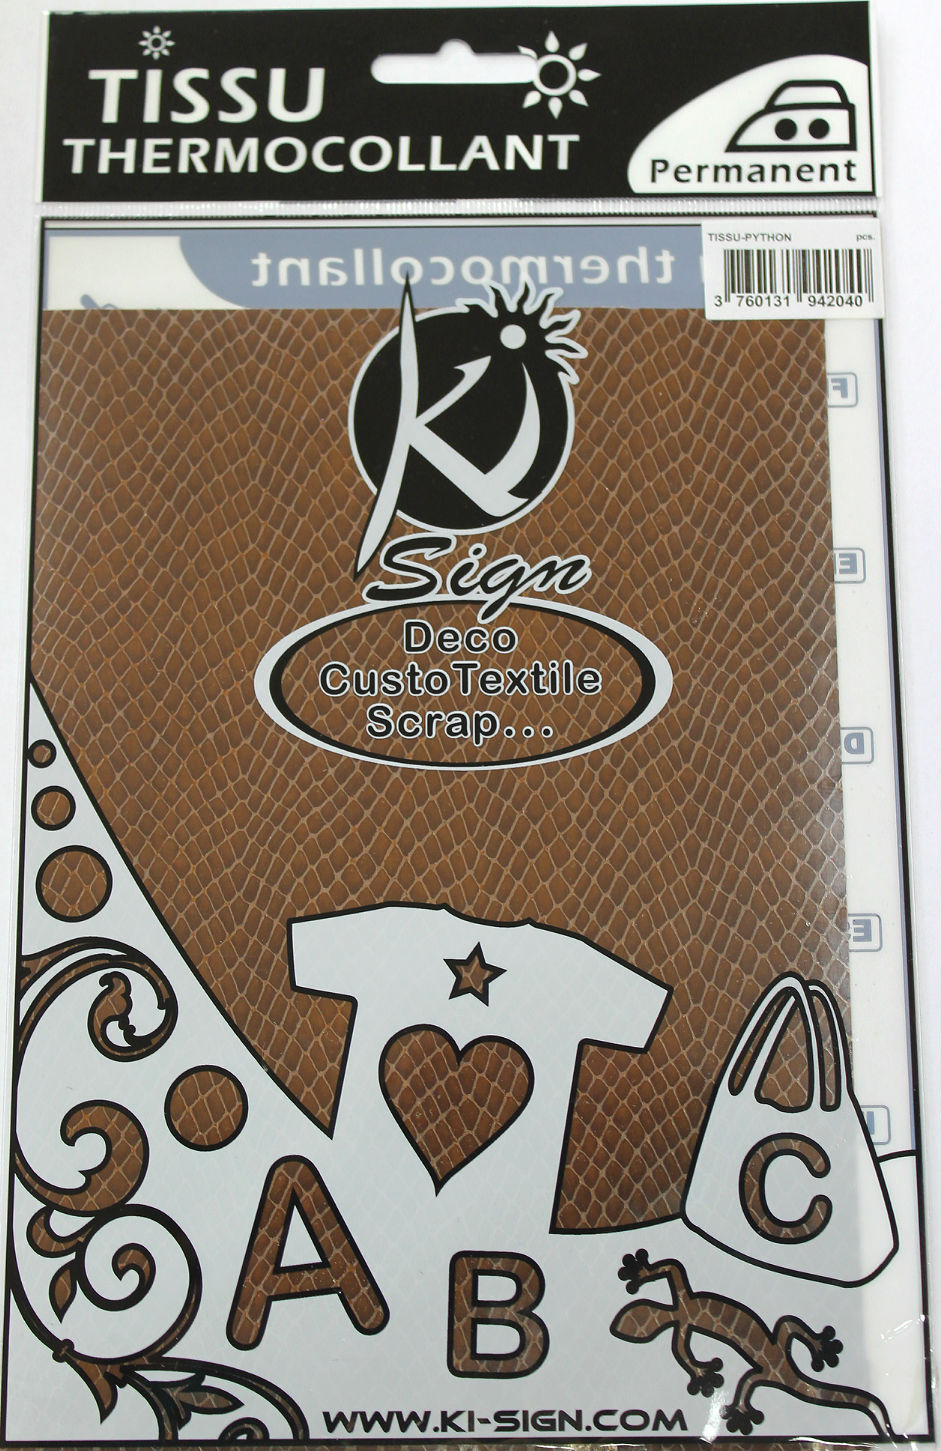 TISSU
THERMOCOLLANT
Permanent
TISSU-PYTHON pcs.
3 760131 942040
thermocollant
F
E
Ki
Sign
Deco
CustoTextile
Scrap...
D
Es
A
B
C
WWW.KI-SIGN.COM